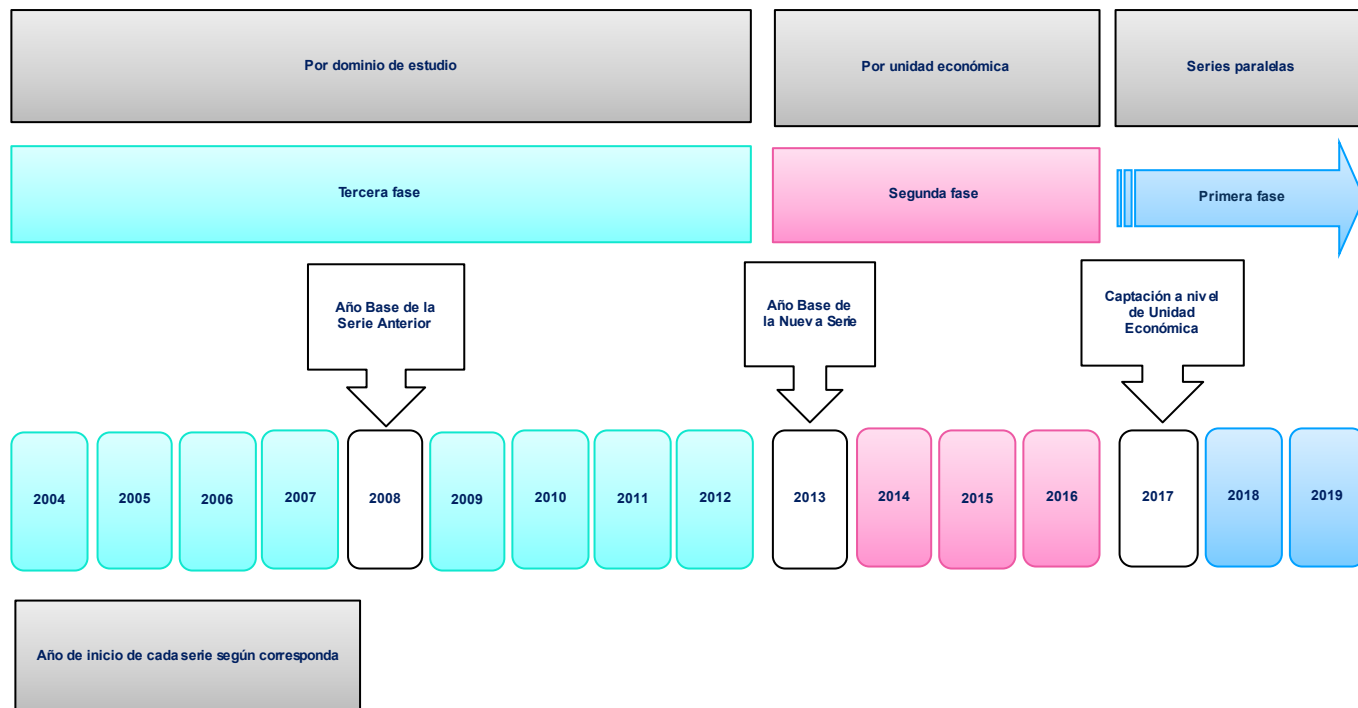 Por dominio de estudio
Por unidad económica
Series paralelas
Tercera fase
Segunda fase
Primera fase
Año Base de la
Serie Anterior
Año Base de
la Nueva Serie
Captación a nivel
de Unidad
Económica
2004
2005
2006
2007
2008
2009
2010
2011
2012
2013
2014
2015
2016
2017
2018
2019
Año de inicio de cada serie según corresponda